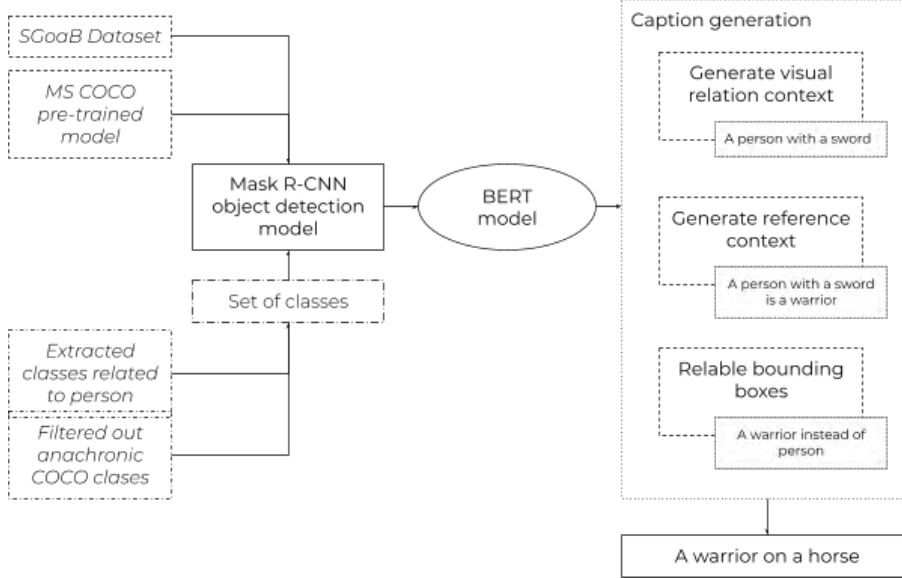 SGoaB Dataset
MS COCO
pre-trained
model
Mask R-CNN
object detection
model
Set of classes
Extracted
classes related
to person
Filtered out
anachronic
COCO clases
BERT
model
Caption generation
Generate visual
relation context
A person with a sword
Generate reference
context
A person with a sword
is a warrior
Relable bounding
boxes
A warrior instead of
person
A warrior on a horse